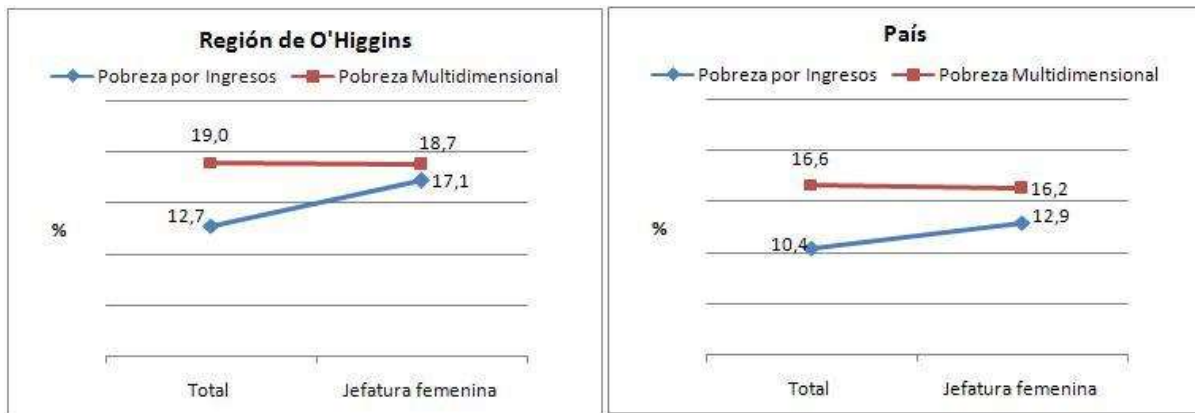 Región de O'Higgins
Pobreza por Ingresos Pobreza Multidimensional
19,0
18,7
17,1
12,7
%
Total Jefatura femenina
País
Pobreza por Ingresos Pobreza Multidimensional
16,6
16,2
12,9
10,4
%
Total Jefatura femenina